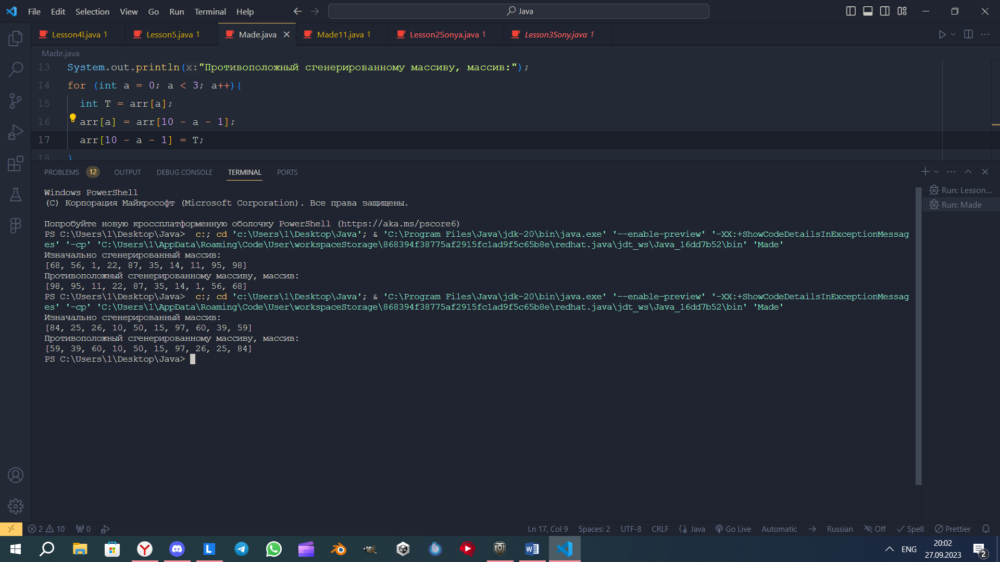 File Edit Selection View Go Run Terminal Help
Java
Lesson4l.java 1 Lesson5.java 1 Made.java Made11.java 1 Lesson2Sonya.java 1 Lesson3Sony.java 1
Made.java
13 System.out.println(x:"Противоположный сгенерированному массиву, массив:");
14 for (int a = 0; a < 3; a++){
15 int T = arr[a];
16 arr[a] = arr[10 - a - 1];
17 arr[10 - a - 1] = T;
18 }
PROBLEMS 12 OUTPUT DEBUG CONSOLE TERMINAL PORTS
Run: Lesson...
Run: Made
Windows PowerShell
(C) Корпорация Майкрософт (Microsoft Corporation). Все права защищены.
Попробуйте новую кроссплатформенную оболочку PowerShell (https://aka.ms/pscore6)
PS C:\Users\1\Desktop\Java>  c:; cd 'c:\Users\1\Desktop\Java'; & 'C:\Program Files\Java\jdk-20\bin\java.exe' '--enable-preview' '-XX:+ShowCodeDetailsInExceptionMessag
es' '-cp' 'C:\Users\1\AppData\Roaming\Code\User\workspaceStorage\868394f38775af2915fc1ad9f5c65b8e\redhat.java\jdt_ws\Java_16dd7b52\bin' 'Made'
Изначально сгенерированный массив:
[68, 56, 1, 22, 87, 35, 14, 11, 95, 98]
Противоположный сгенерированному массиву, массив:
[98, 95, 11, 22, 87, 35, 14, 1, 56, 68]
PS C:\Users\1\Desktop\Java>  c:; cd 'c:\Users\1\Desktop\Java'; & 'C:\Program Files\Java\jdk-20\bin\java.exe' '--enable-preview' '-XX:+ShowCodeDetailsInExceptionMessag
es' '-cp' 'C:\Users\1\AppData\Roaming\Code\User\workspaceStorage\868394f38775af2915fc1ad9f5c65b8e\redhat.java\jdt_ws\Java_16dd7b52\bin' 'Made'
Изначально сгенерированный массив:
[84, 25, 26, 10, 50, 15, 97, 60, 39, 59]
Противоположный сгенерированному массиву, массив:
[59, 39, 60, 10, 50, 15, 97, 26, 25, 84]
PS C:\Users\1\Desktop\Java>
2 10 0 Ln 17, Col 9 Spaces: 2 UTF-8 CRLF Java Go Live Automatic Russian Off Spell Prettier
ENG
20:02
27.09.2023
2